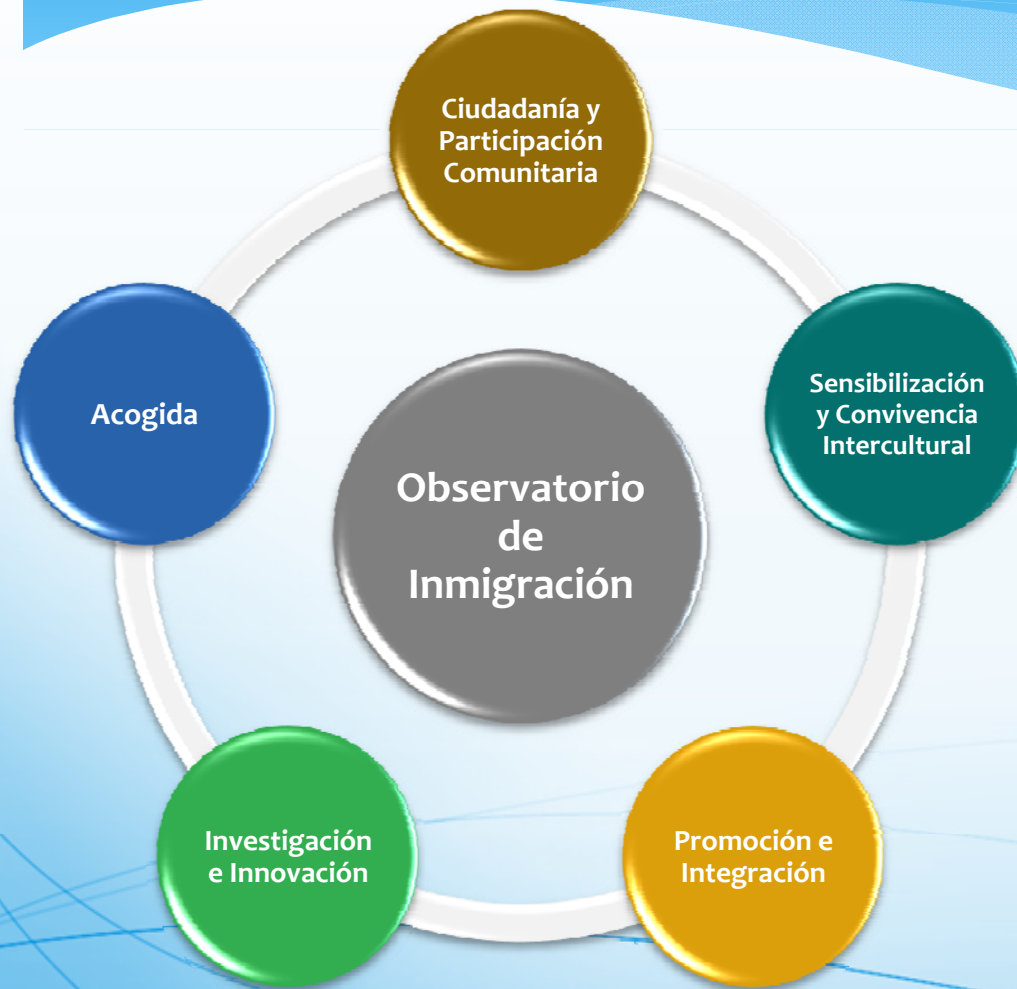 Ciudadanía y
Participación
Comunitaria
Acogida
Sensibilización
y Convivencia
Intercultural
Observatorio
de
Inmigración
Investigación
e Innovación
Promoción e
Integración